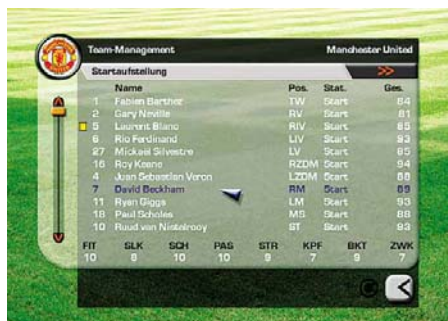 Team-Management Manchester United
Startaufstellung
Name Pos. Stat. Ges.
1 Fabien Barthez TW Start 84
2 Gary Neville RV Start 81
5 Laurent Blanc RIV Start 85
6 Rio Ferdinand LIV Start 93
27 Mickaël Silvestre LV Start 85
16 Roy Keane RZDM Start 94
4 Juan Sebastian Veron LZDM Start 88
7 David Beckham RM Start 89
11 Ryan Giggs LM Start 93
18 Paul Scholes MS Start 88
10 Ruud van Nistelrooy ST Start 93
FIT SLK SCH PAS STR KPF BKT ZWK
10 8 10 10 9 7 9 7